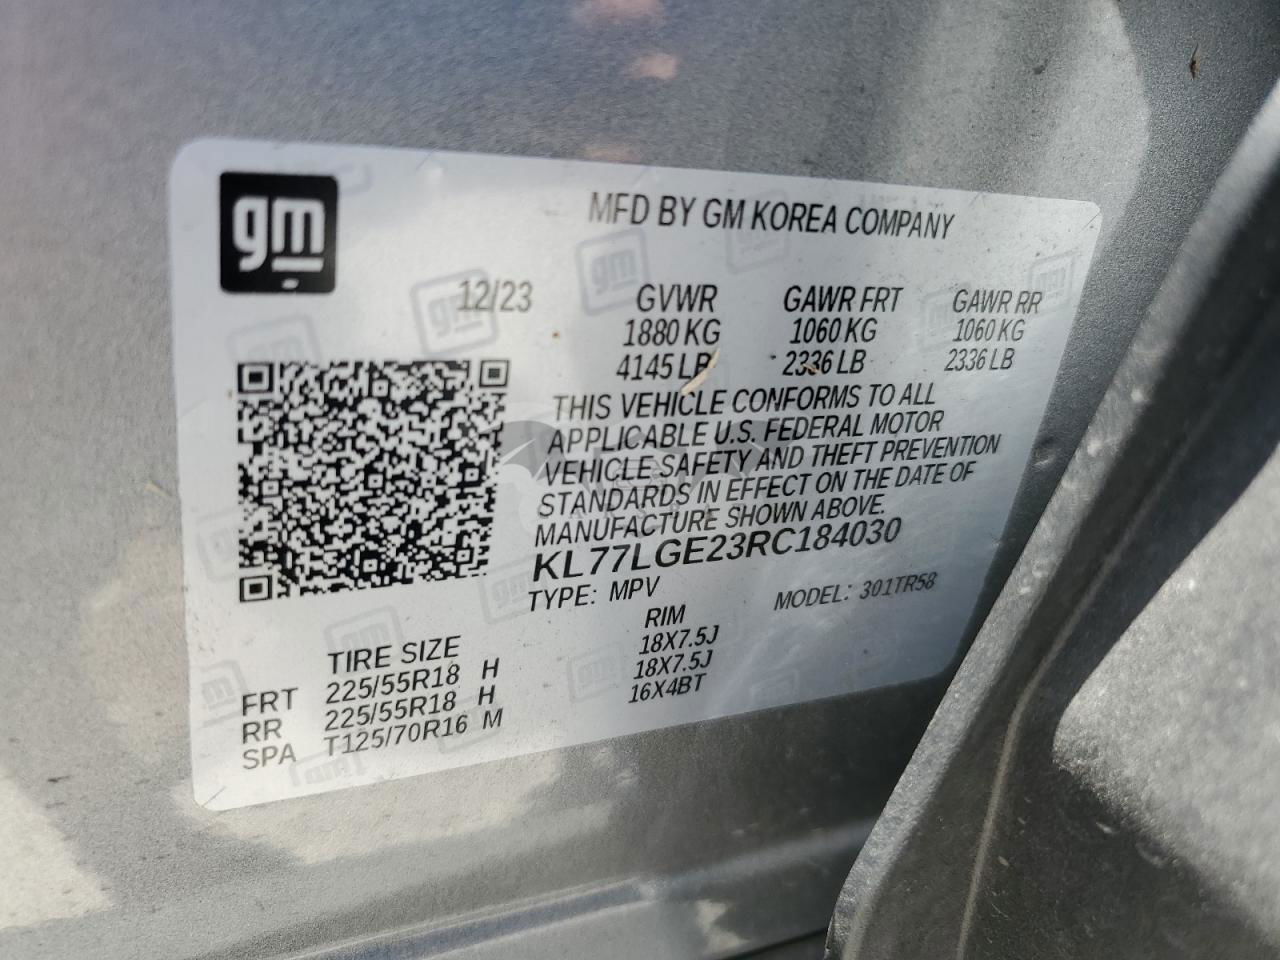 gm
MFD BY GM KOREA COMPANY
12/23 GVWR GAWR FRT GAWR RR
1880 KG 1060 KG 1060 KG
4145 LB 2336 LB 2336 LB
THIS VEHICLE CONFORMS TO ALL
APPLICABLE U.S. FEDERAL MOTOR
VEHICLE SAFETY AND THEFT PREVENTION
STANDARDS IN EFFECT ON THE DATE OF
MANUFACTURE SHOWN ABOVE.
KL77LGE23RC184030
TYPE: MPV MODEL: 301TR58
TIRE SIZE RIM
FRT 225/55R18 H 18X7.5J
RR 225/55R18 H 18X7.5J
SPA T125/70R16 M 16X4BT